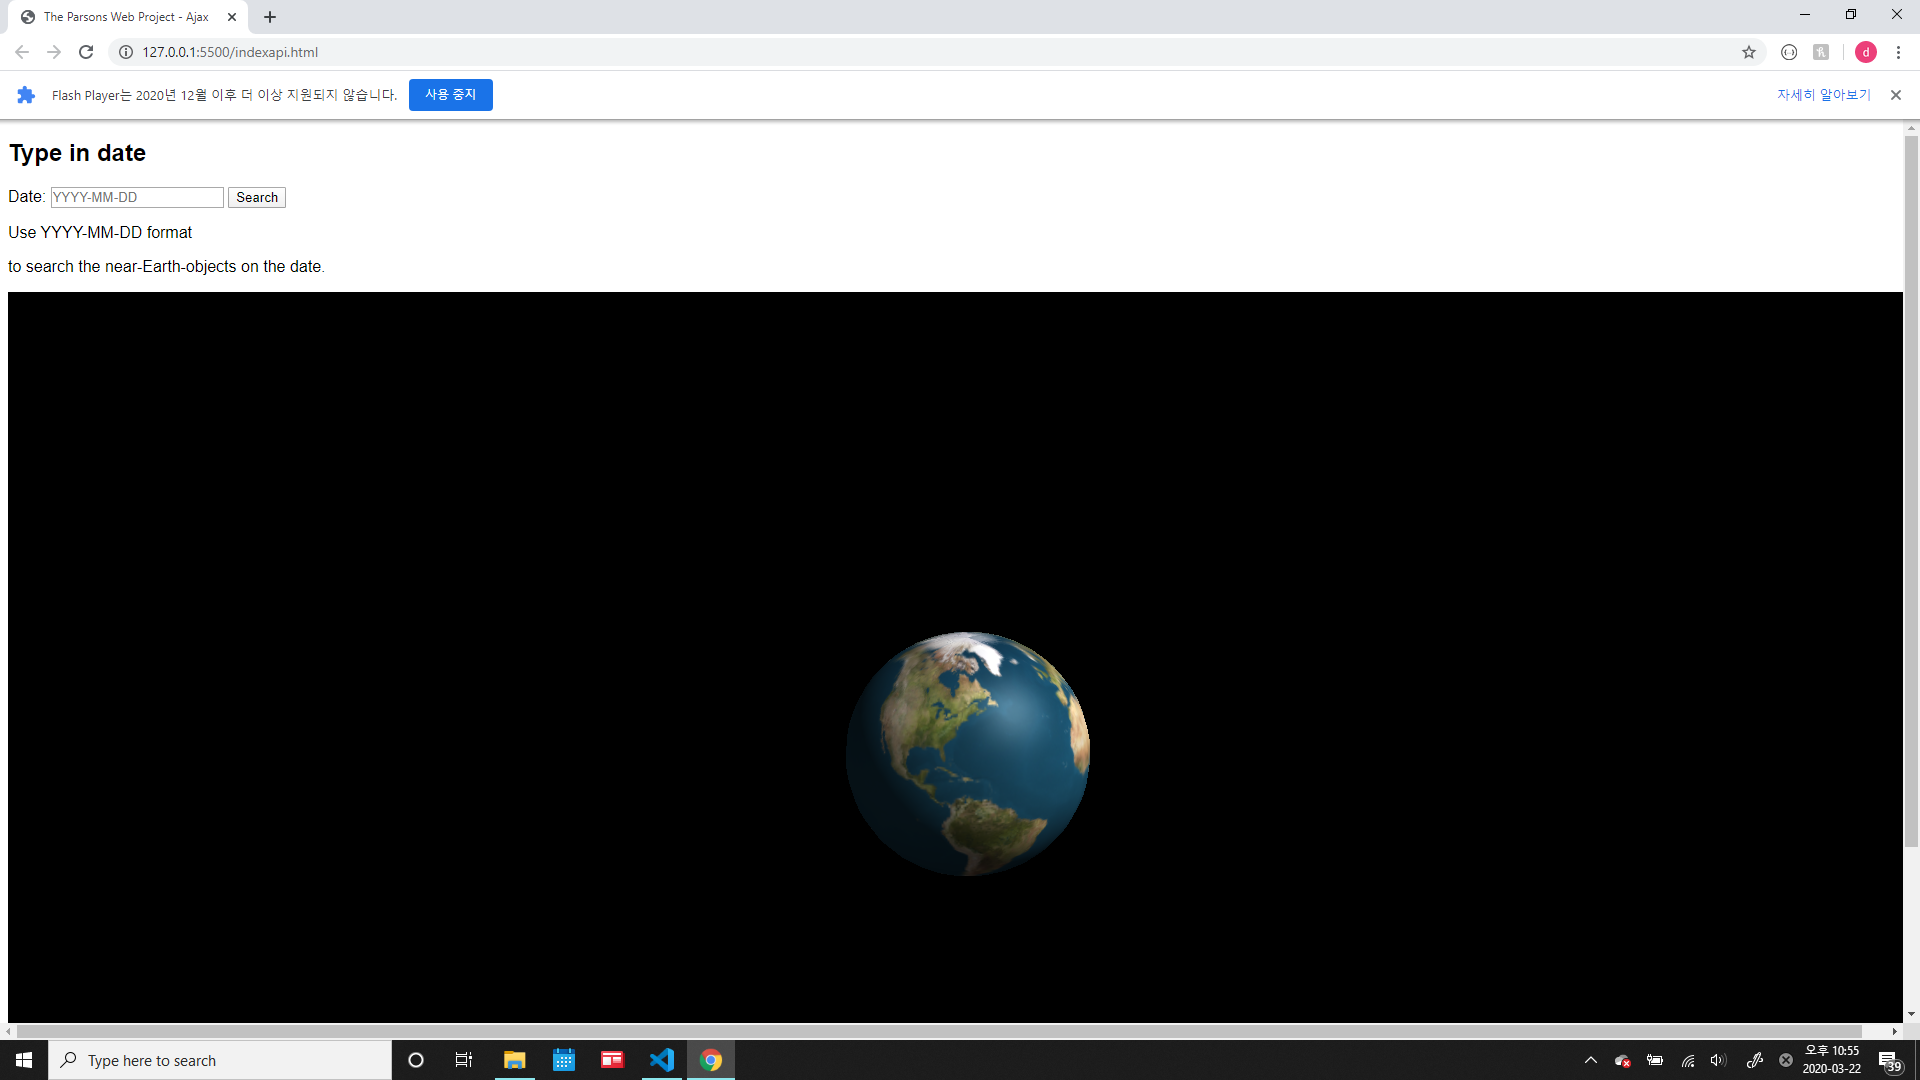 The Parsons Web Project - Ajax
127.0.0.1:5500/indexapi.html
d
Flash Player는 2020년 12월 이후 더 이상 지원되지 않습니다.
사용 중지
자세히 알아보기
Type in date
Date: YYYY-MM-DD Search
Use YYYY-MM-DD format
to search the near-Earth-objects on the date.
Type here to search
오후 10:55
2020-03-22
39